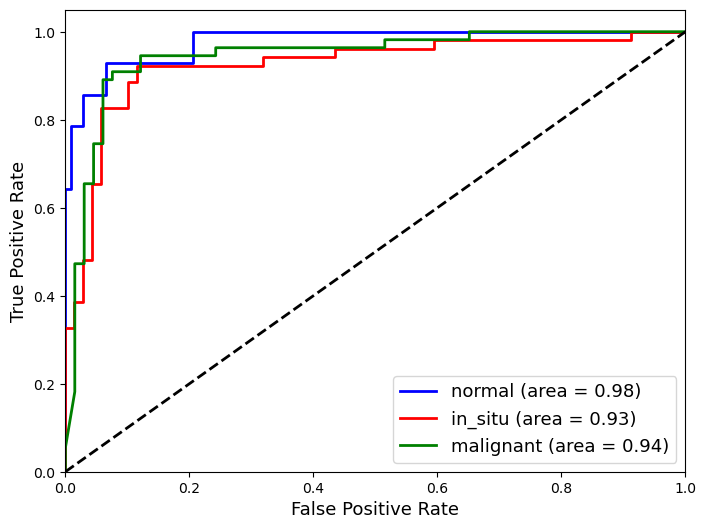 1.0
0.8
0.6
0.4
0.2
0.0
True Positive Rate
normal (area = 0.98)
in_situ (area = 0.93)
malignant (area = 0.94)
0.0 0.2 0.4 0.6 0.8 1.0
False Positive Rate